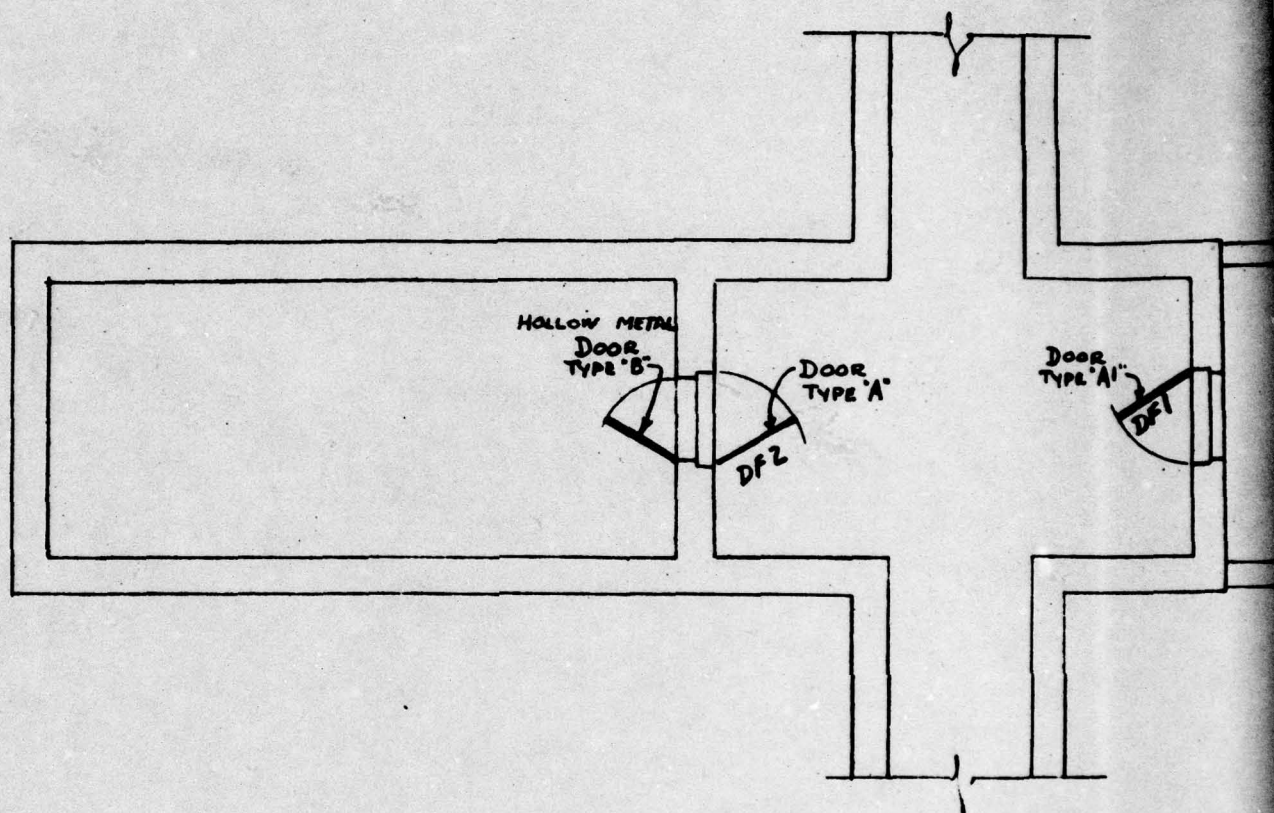 HOLLOW METAL
DOOR
TYPE "B"
DOOR
TYPE "A"
DF2
DOOR
TYPE "A1"
DF1